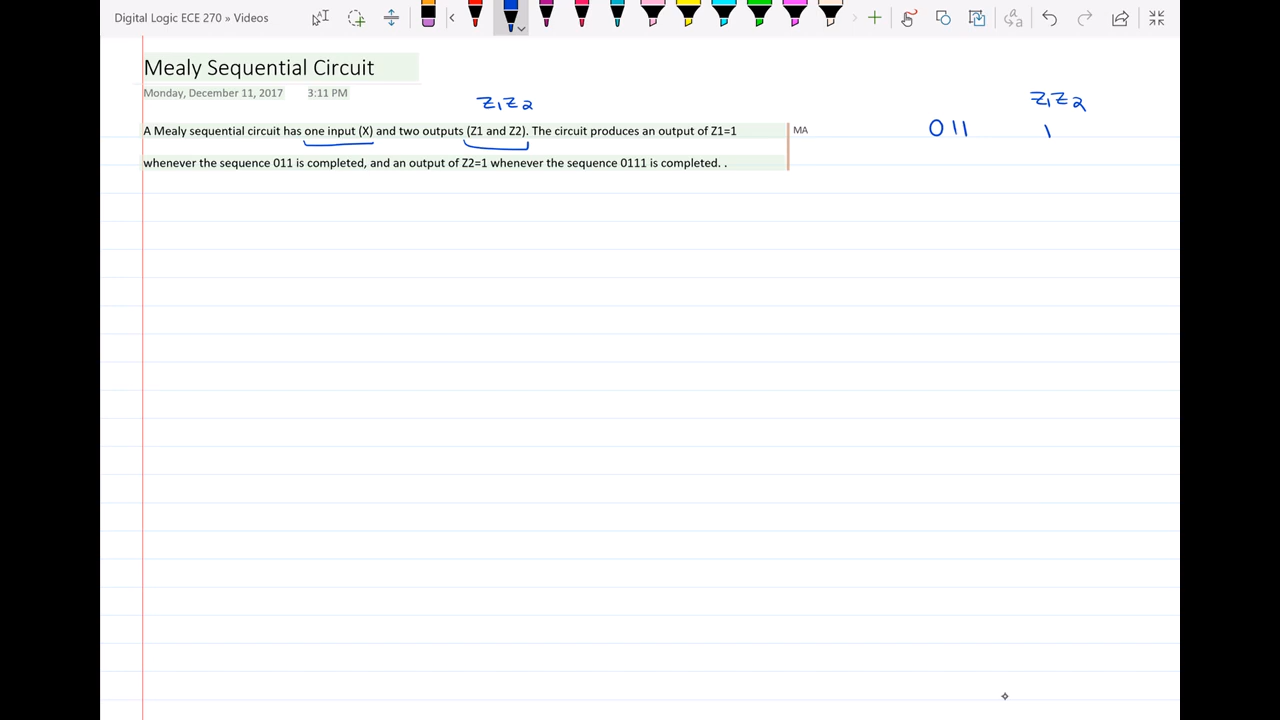 Digital Logic ECE 270 » Videos
Mealy Sequential Circuit
Monday, December 11, 2017 3:11 PM
Z1Z2
Z1Z2
A Mealy sequential circuit has one input (X) and two outputs (Z1 and Z2). The circuit produces an output of Z1=1
MA
011 1
whenever the sequence 011 is completed, and an output of Z2=1 whenever the sequence 0111 is completed. .